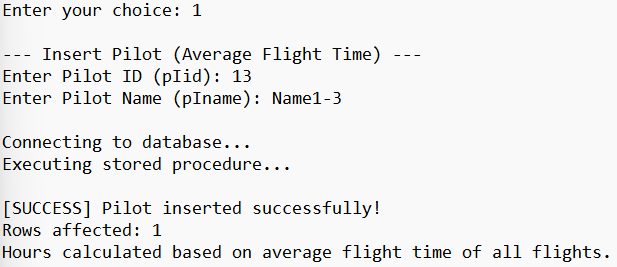 Enter your choice: 1
--- Insert Pilot (Average Flight Time) ---
Enter Pilot ID (pIid): 13
Enter Pilot Name (pIname): Name1-3
Connecting to database...
Executing stored procedure...
[SUCCESS] Pilot inserted successfully!
Rows affected: 1
Hours calculated based on average flight time of all flights.